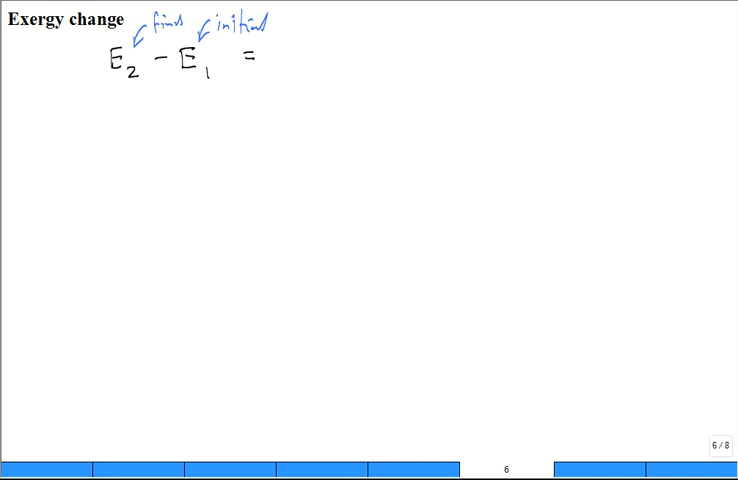 Exergy change
final initial
E₂ - E₁ =
6 / 8
6